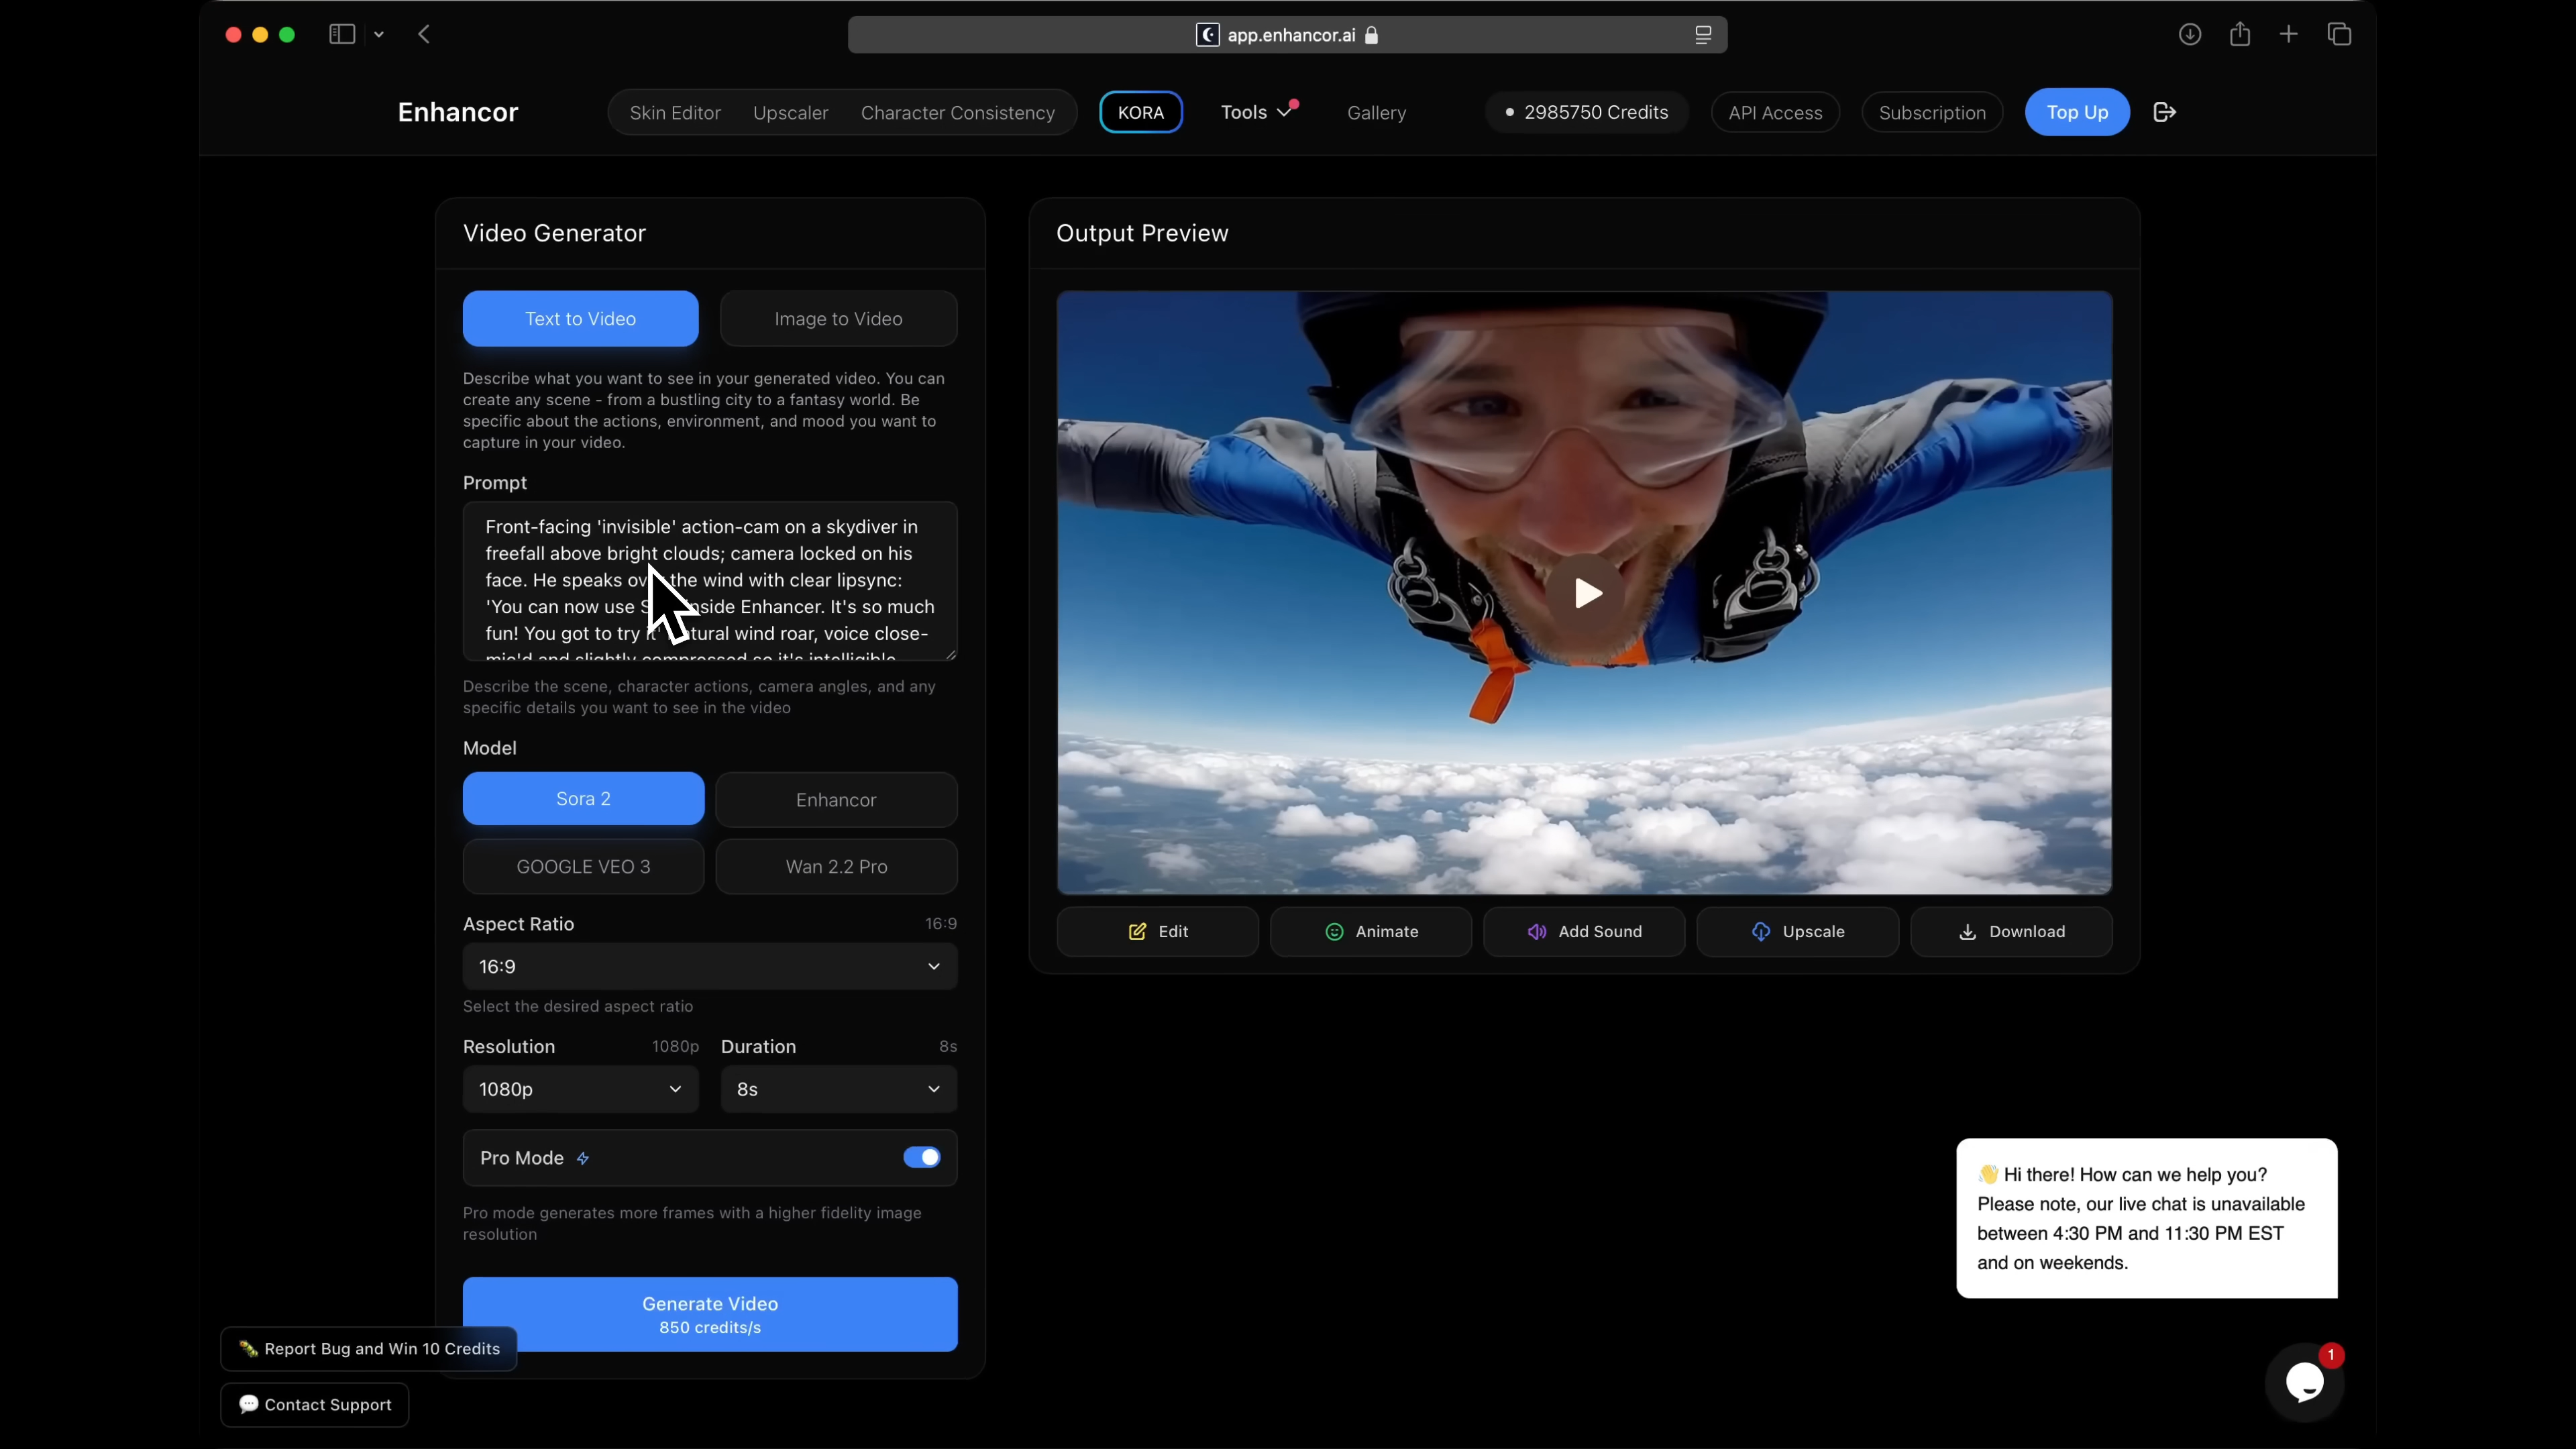 app.enhancor.ai
Enhancor
Skin Editor
Upscaler
Character Consistency
KORA
Tools
Gallery
2985750 Credits
API Access
Subscription
Top Up
Video Generator
Text to Video
Image to Video
Describe what you want to see in your generated video. You can
create any scene - from a bustling city to a fantasy world. Be
specific about the actions, environment, and mood you want to
capture in your video.
Prompt
Front-facing 'invisible' action-cam on a skydiver in
freefall above bright clouds; camera locked on his
face. He speaks the wind with clear lipsync:
'You can now use inside Enhancer. It's so much
fun! You got to try it' wind roar, voice close-
mic'd and slightly compressed so it's intelligible
Describe the scene, character actions, camera angles, and any
specific details you want to see in the video
Model
Sora 2
Enhancor
GOOGLE VEO 3
Wan 2.2 Pro
Aspect Ratio
16:9
16:9
Select the desired aspect ratio
Resolution
1080p
Duration
8s
1080p
8s
Pro Mode
Pro mode generates more frames with a higher fidelity image
resolution
Generate Video
850 credits/s
Report Bug and Win 10 Credits
Contact Support
Output Preview
Edit
Animate
Add Sound
Upscale
Download
👋 Hi there! How can we help you?
Please note, our live chat is unavailable
between 4:30 PM and 11:30 PM EST
and on weekends.
1